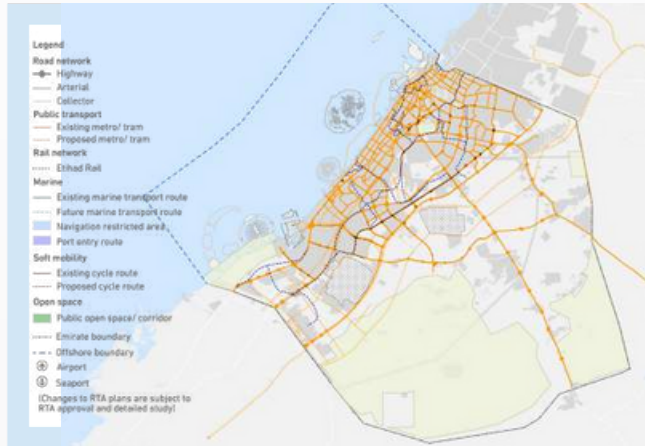 Legend
Road network
Highway
Arterial
Collector
Public transport
Existing metro/ tram
Proposed metro/ tram
Rail network
Etihad Rail
Marine
Existing marine transport route
Future marine transport route
Navigation restricted area
Port entry route
Soft mobility
Existing cycle route
Proposed cycle route
Open space
Public open space/ corridor
Emirate boundary
Offshore boundary
Airport
Seaport
(Changes to RTA plans are subject to
RTA approval and detailed study)